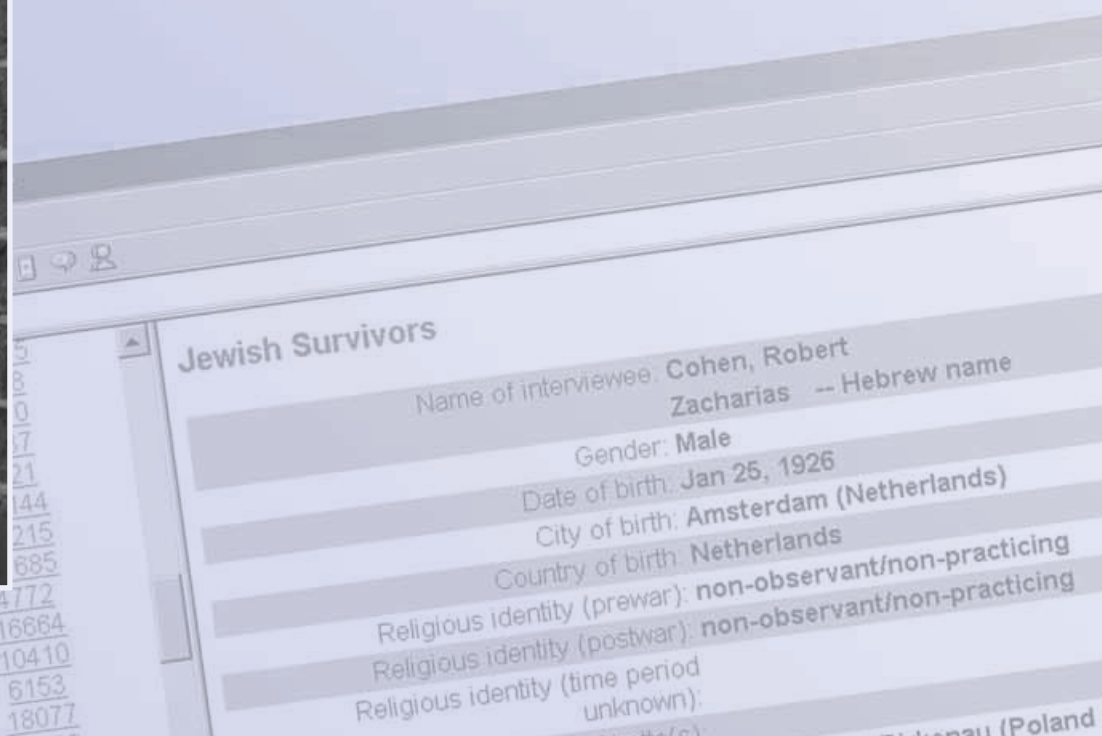 5
8
0
37
21
144
215
685
4772
16664
10410
6153
18077
Jewish Survivors
Name of interviewee: Cohen, Robert
Zacharias -- Hebrew name
Gender: Male
Date of birth: Jan 25, 1926
City of birth: Amsterdam (Netherlands)
Country of birth: Netherlands
Religious identity (prewar): non-observant/non-practicing
Religious identity (postwar): non-observant/non-practicing
Religious identity (time period
unknown):
(Poland